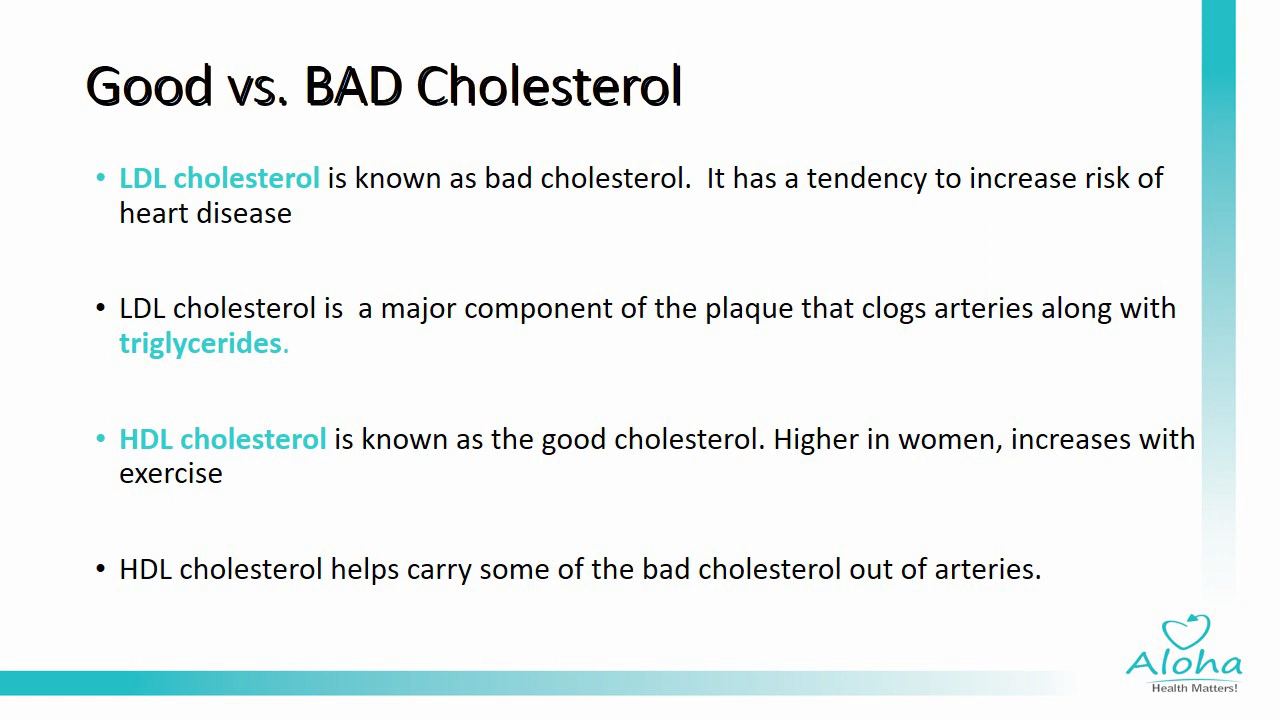 Good vs. BAD Cholesterol
• LDL cholesterol is known as bad cholesterol.  It has a tendency to increase risk of
heart disease
• LDL cholesterol is  a major component of the plaque that clogs arteries along with
triglycerides.
• HDL cholesterol is known as the good cholesterol. Higher in women, increases with
exercise
• HDL cholesterol helps carry some of the bad cholesterol out of arteries.
Aloha
Health Matters!